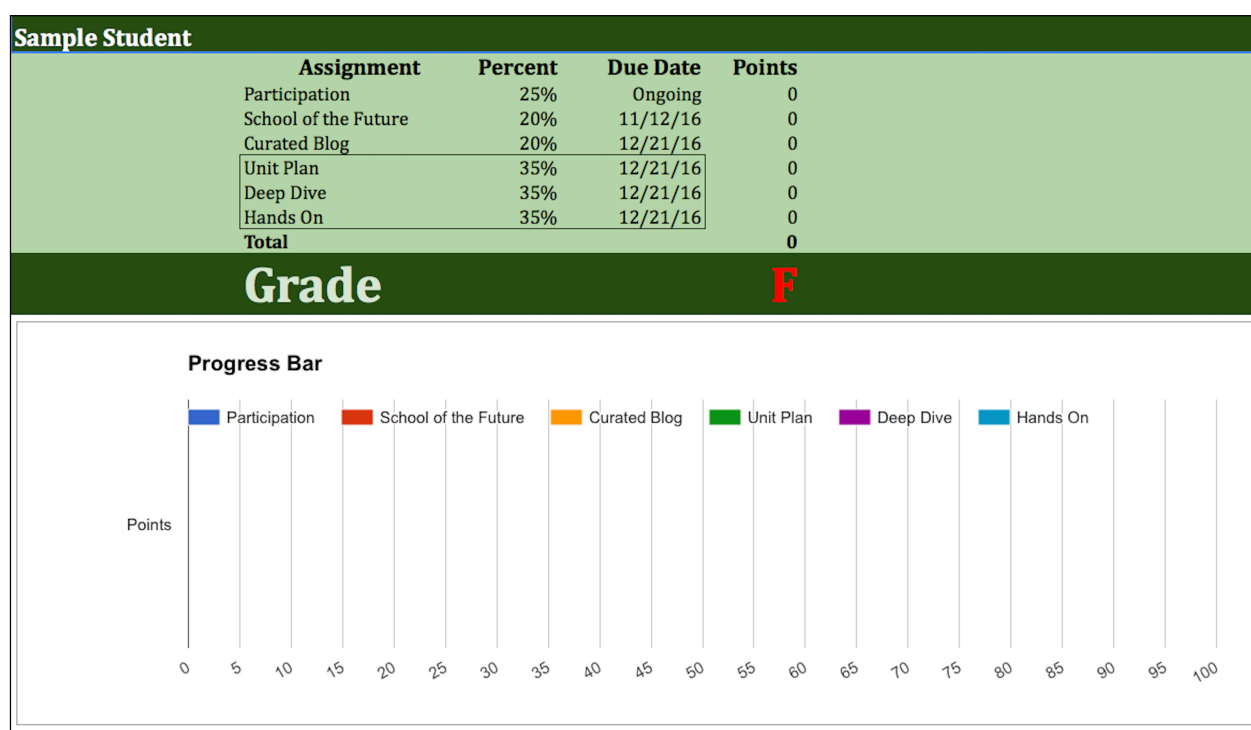 Sample Student
Assignment Percent Due Date Points
Participation 25% Ongoing 0
School of the Future 20% 11/12/16 0
Curated Blog 20% 12/21/16 0
Unit Plan 35% 12/21/16 0
Deep Dive 35% 12/21/16 0
Hands On 35% 12/21/16 0
Total 0
Grade F
Progress Bar
Participation School of the Future Curated Blog Unit Plan Deep Dive Hands On
Points
0 5 10 15 20 25 30 35 40 45 50 55 60 65 70 75 80 85 90 95 100